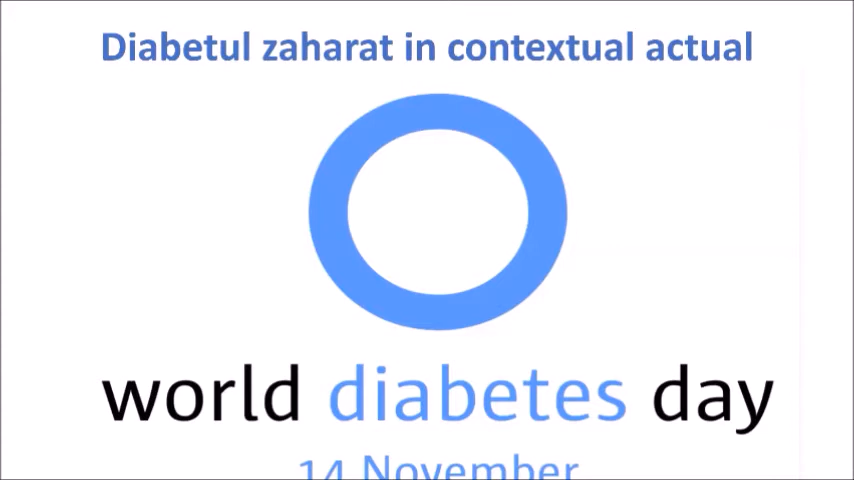 Diabetul zaharat in contextual actual
world diabetes day
14 November